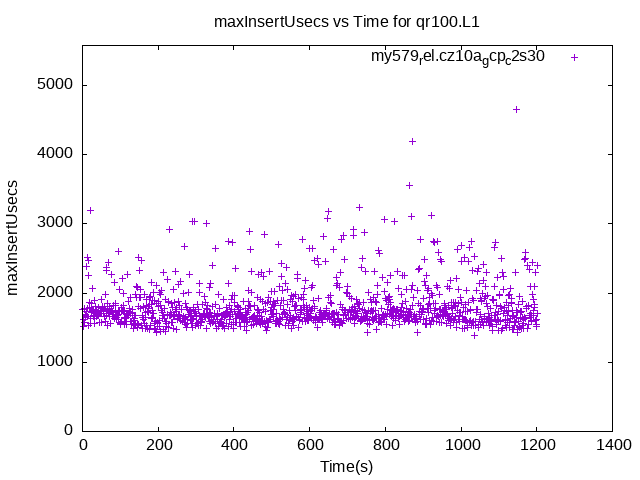 maxInsertUsecs vs Time for qr100.L1
my579rel.cz10agcpc2s30
maxInsertUsecs
5000
4000
3000
2000
1000
0
0 200 400 600 800 1000 1200 1400
Time(s)